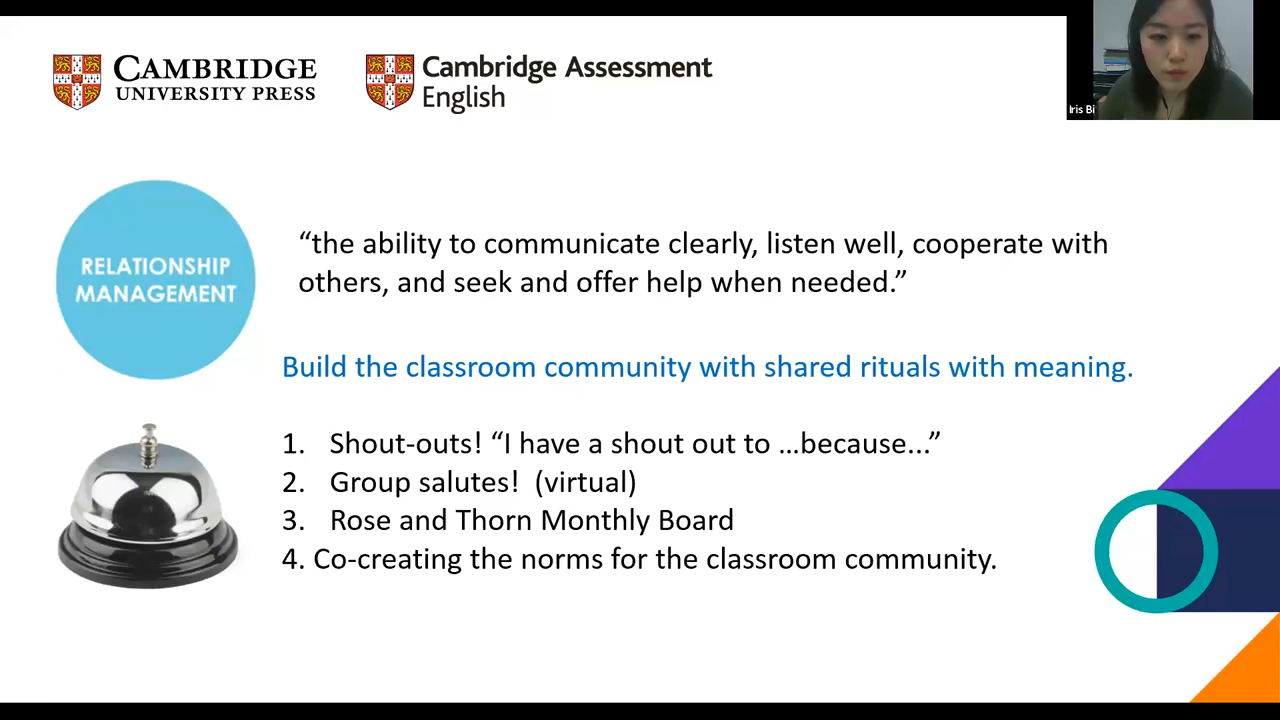 CAMBRIDGE
UNIVERSITY PRESS
Cambridge Assessment
English
Iris Bi
RELATIONSHIP
MANAGEMENT
“the ability to communicate clearly, listen well, cooperate with
others, and seek and offer help when needed.”
Build the classroom community with shared rituals with meaning.
1. Shout-outs! “I have a shout out to ...because...”
2. Group salutes! (virtual)
3. Rose and Thorn Monthly Board
4. Co-creating the norms for the classroom community.